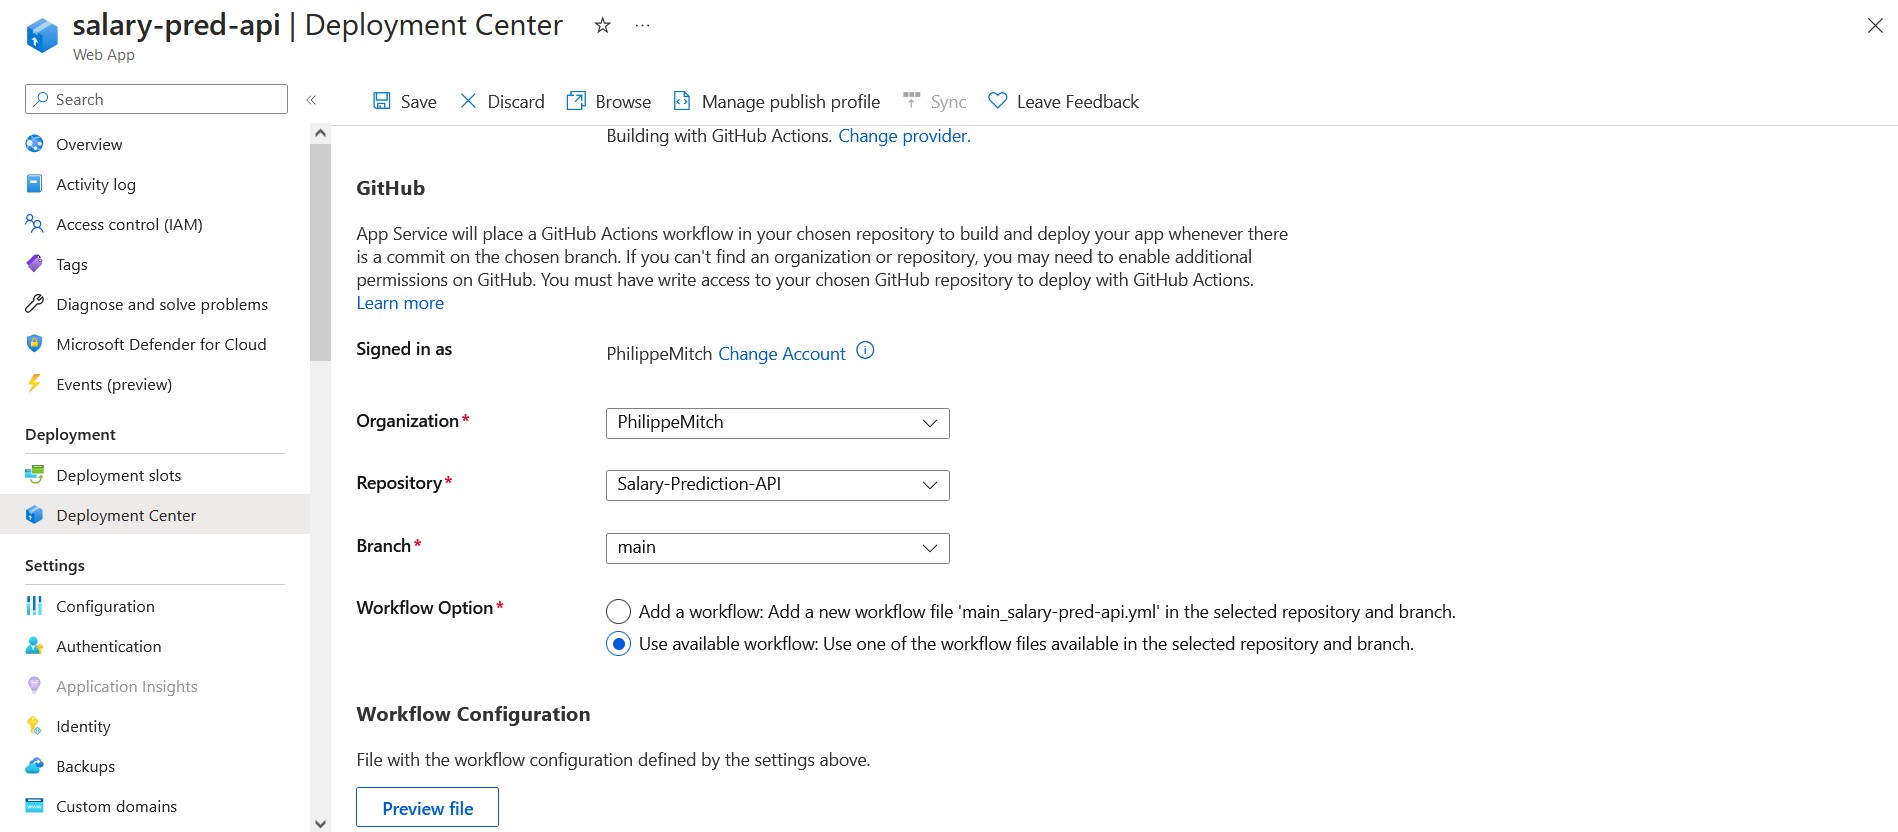 salary-pred-api | Deployment Center
Web App
Search
Save
Discard
Browse
Manage publish profile
Sync
Leave Feedback
Overview
Activity log
Access control (IAM)
Tags
Diagnose and solve problems
Microsoft Defender for Cloud
Events (preview)
Deployment
Deployment slots
Deployment Center
Settings
Configuration
Authentication
Application Insights
Identity
Backups
Custom domains
Building with GitHub Actions. Change provider.
GitHub
App Service will place a GitHub Actions workflow in your chosen repository to build and deploy your app whenever there
is a commit on the chosen branch. If you can't find an organization or repository, you may need to enable additional
permissions on GitHub. You must have write access to your chosen GitHub repository to deploy with GitHub Actions.
Learn more
Signed in as
PhilippeMitch Change Account
Organization*
PhilippeMitch
Repository*
Salary-Prediction-API
Branch*
main
Workflow Option*
Add a workflow: Add a new workflow file 'main_salary-pred-api.yml' in the selected repository and branch.
Use available workflow: Use one of the workflow files available in the selected repository and branch.
Workflow Configuration
File with the workflow configuration defined by the settings above.
Preview file